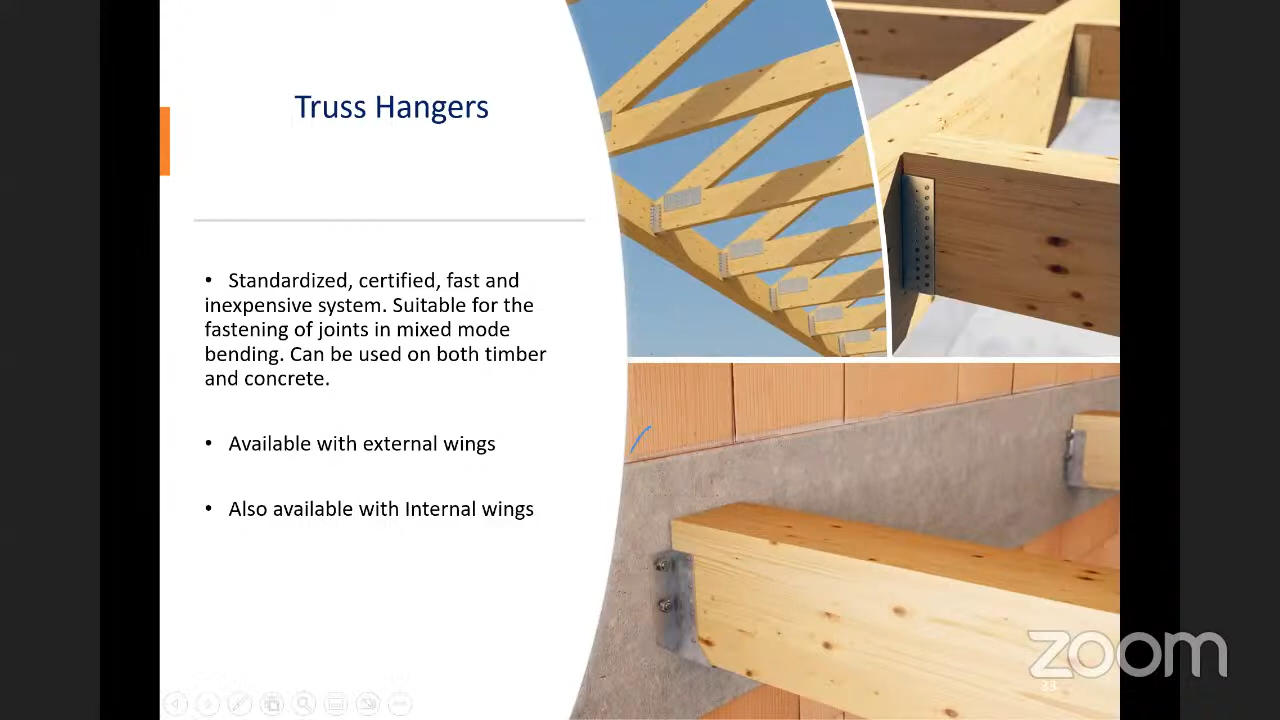 Truss Hangers
• Standardized, certified, fast and
inexpensive system. Suitable for the
fastening of joints in mixed mode
bending. Can be used on both timber
and concrete.
• Available with external wings
• Also available with Internal wings
zoom
33